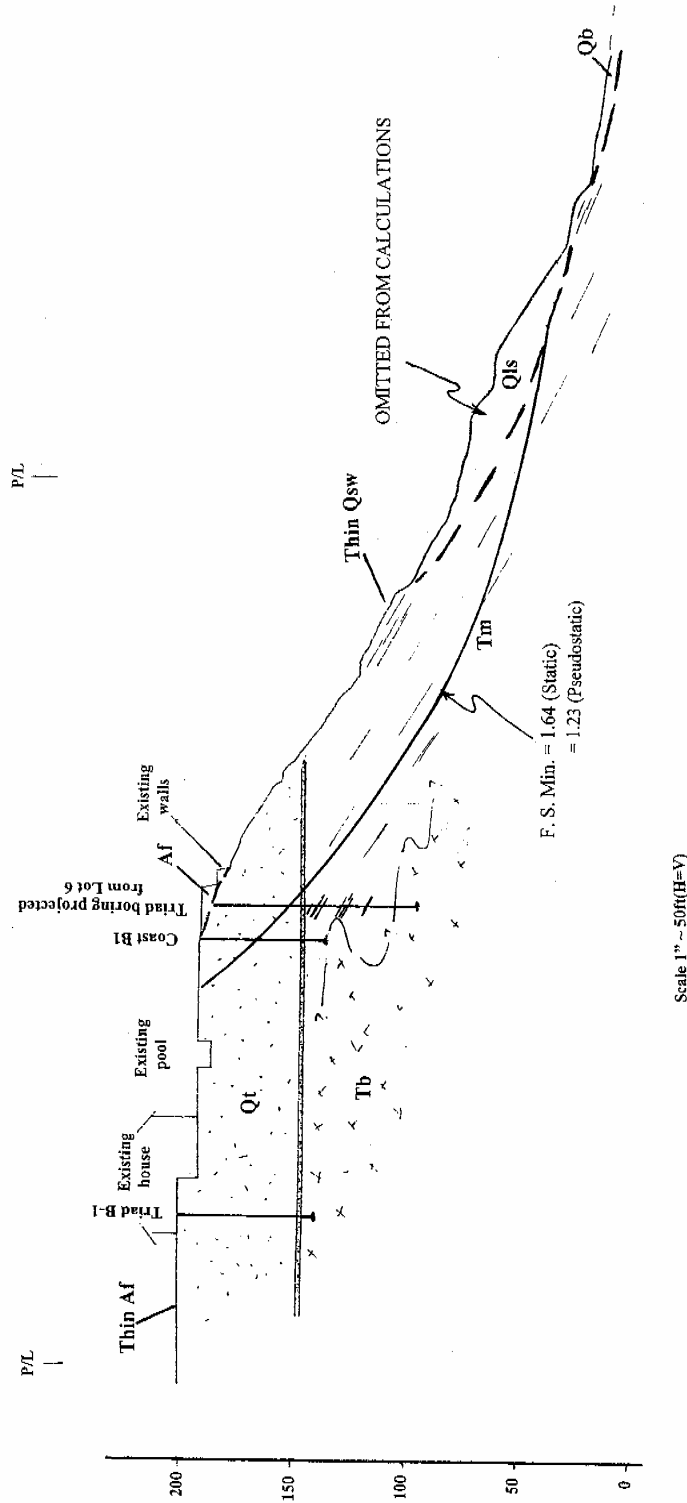 P/L
P/L
Thin Af
Triad B-1
Existing
house
Existing
pool
Coast B1
Triad boring projected
from Lot 6
Af
Existing
walls
Thin Qsw
OMITTED FROM CALCULATIONS
Qls
Qb
Qt
Tb
Tm
?
?
?
?
F. S. Min. = 1.64 (Static)
= 1.23 (Pseudostatic)
200
150
100
50
0
Scale 1" ~ 50ft(H=V)